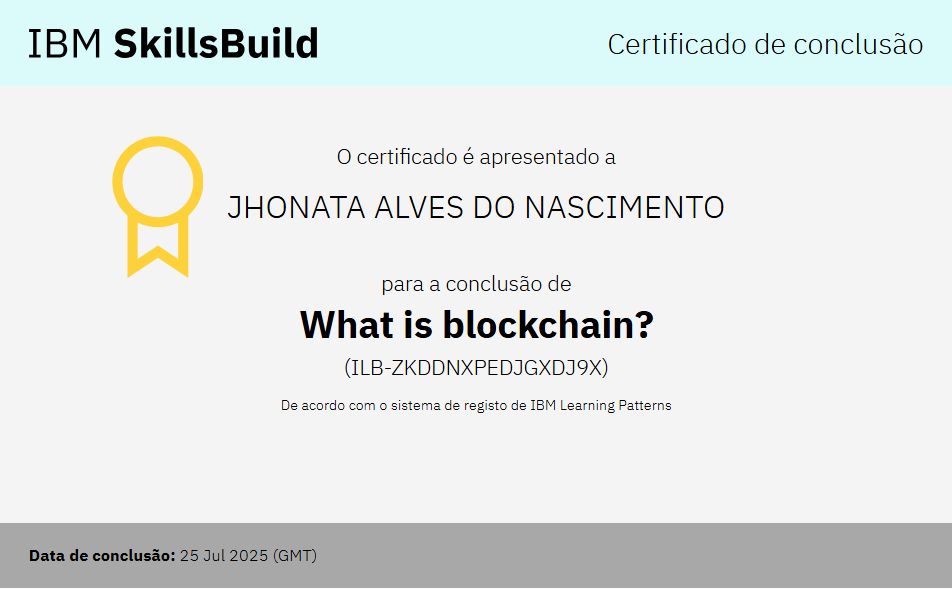 IBM SkillsBuild
Certificado de conclusão
O certificado é apresentado a
JHONATA ALVES DO NASCIMENTO
para a conclusão de
What is blockchain?
(ILB-ZKDDNXPEDJGXDJ9X)
De acordo com o sistema de registo de IBM Learning Patterns
Data de conclusão: 25 Jul 2025 (GMT)